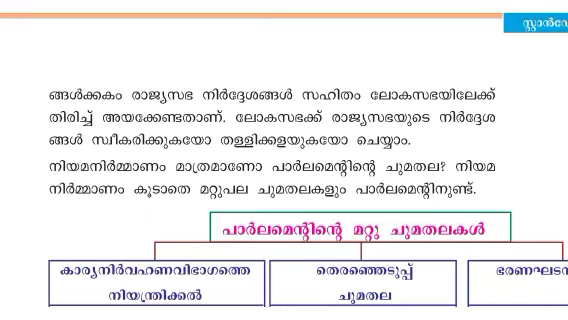 ങ്ങൾക്കകം രാജ്യസഭ നിർദ്ദേശങ്ങൾ സഹിതം ലോകസഭയിലേക്ക്
തിരിച്ച് അയക്കേണ്ടതാണ്. ലോകസഭക്ക് രാജ്യസഭയുടെ നിർദ്ദേശ
ങ്ങൾ സ്വീകരിക്കുകയോ തള്ളിക്കളയുകയോ ചെയ്യാം.
നിയമനിർമ്മാണം മാത്രമാണോ പാർലമെന്റിന്റെ ചുമതല? നിയമ
നിർമ്മാണം കൂടാതെ മറ്റുപല ചുമതലകളും പാർലമെന്റിനുണ്ട്.
പാർലമെന്റിന്റെ മറ്റു ചുമതലകൾ
കാര്യനിർവഹണവിഭാഗത്തെ
നിയന്ത്രിക്കൽ
തെരഞ്ഞെടുപ്പ്
ചുമതല